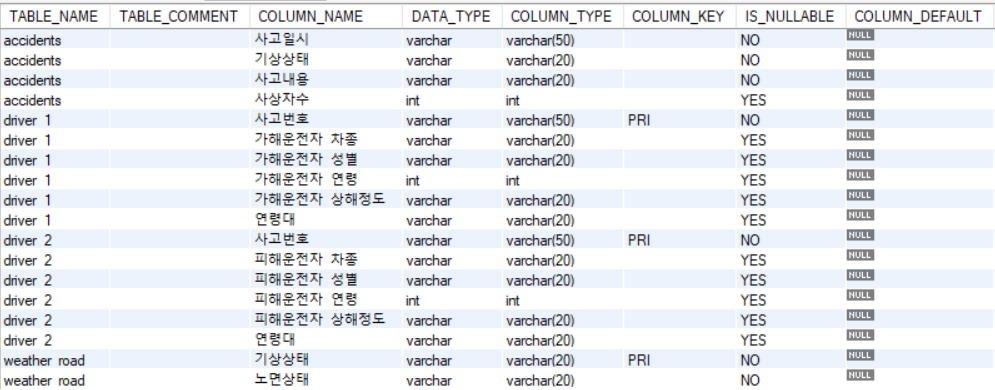 TABLE_NAME TABLE_COMMENT COLUMN_NAME DATA_TYPE COLUMN_TYPE COLUMN_KEY IS_NULLABLE COLUMN_DEFAULT
accidents 사고일시 varchar varchar(50) NO NULL
accidents 기상상태 varchar varchar(20) NO NULL
accidents 사고내용 varchar varchar(20) NO NULL
accidents 사상자수 int int YES NULL
driver 1 사고번호 varchar varchar(50) PRI NO NULL
driver 1 가해운전자 차종 varchar varchar(20) YES NULL
driver 1 가해운전자 성별 varchar varchar(20) YES NULL
driver 1 가해운전자 연령 int int YES NULL
driver 1 가해운전자 상해정도 varchar varchar(20) YES NULL
driver 1 연령대 varchar varchar(20) YES NULL
driver 2 사고번호 varchar varchar(50) PRI NO NULL
driver 2 피해운전자 차종 varchar varchar(20) YES NULL
driver 2 피해운전자 성별 varchar varchar(20) YES NULL
driver 2 피해운전자 연령 int int YES NULL
driver 2 피해운전자 상해정도 varchar varchar(20) YES NULL
driver 2 연령대 varchar varchar(20) YES NULL
weather road 기상상태 varchar varchar(20) PRI NO NULL
weather road 노면상태 varchar varchar(20) NO NULL